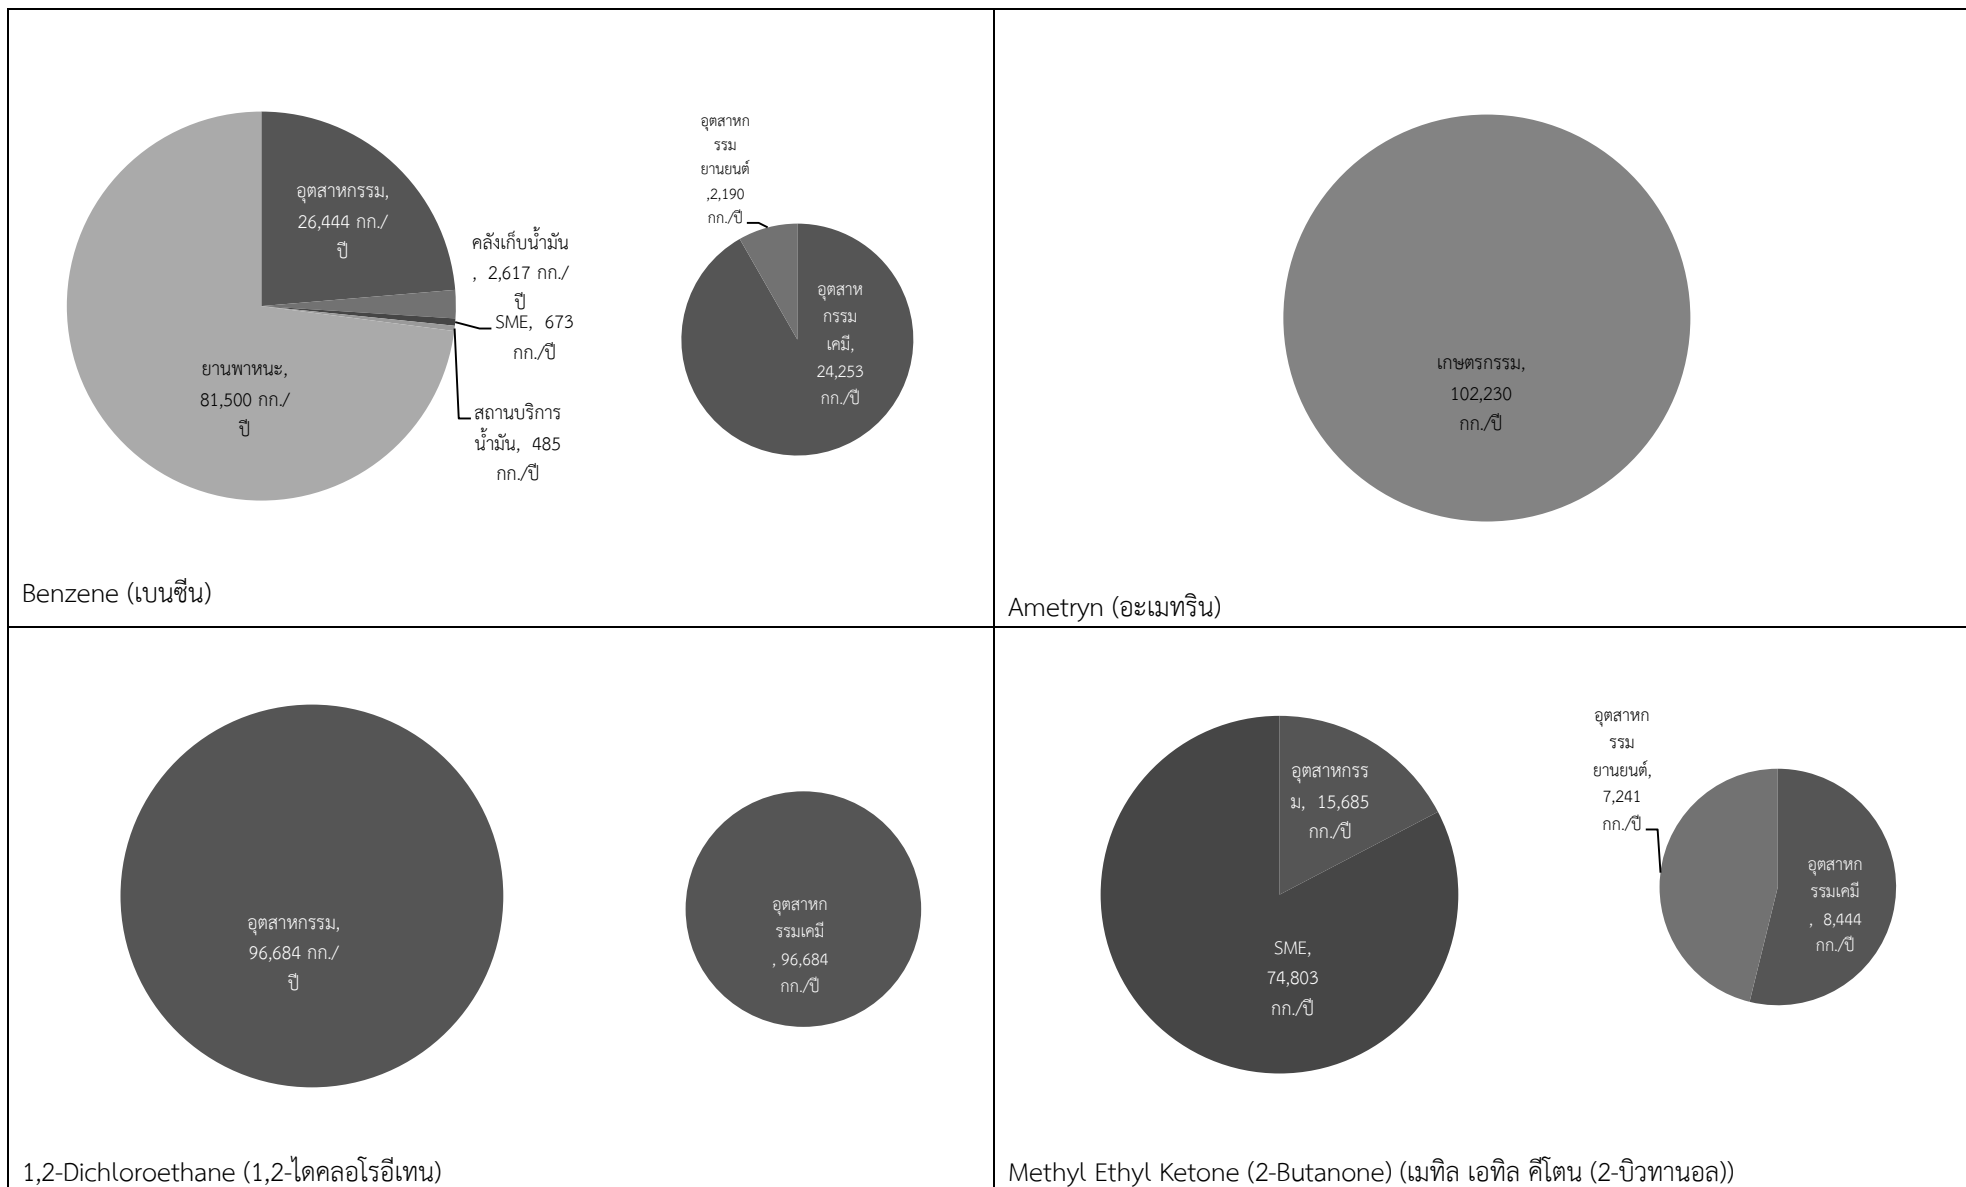 อุตสาหกรรม,
26,444 กก./
ปี
คลังเก็บน้ำมัน
, 2,617 กก./
ปี
SME, 673
กก./ปี
สถานบริการ
น้ำมัน, 485
กก./ปี
ยานพาหนะ,
81,500 กก./
ปี
อุตสาหก
รรม
ยานยนต์
,2,190
กก./ปี
อุตสาห
กรรม
เคมี,
24,253
กก./ปี
Benzene (เบนซีน)
เกษตรกรรม,
102,230
กก./ปี
Ametryn (อะเมทริน)
อุตสาหกรรม,
96,684 กก./
ปี
อุตสาหก
รรมเคมี
, 96,684
กก./ปี
1,2-Dichloroethane (1,2-ไดคลอโรอีเทน)
อุตสาหกรร
ม, 15,685
กก./ปี
SME,
74,803
กก./ปี
อุตสาหก
รรม
ยานยนต์,
7,241
กก./ปี
อุตสาหก
รรมเคมี
, 8,444
กก./ปี
Methyl Ethyl Ketone (2-Butanone) (เมทิล เอทิล คีโตน (2-บิวทานอล))